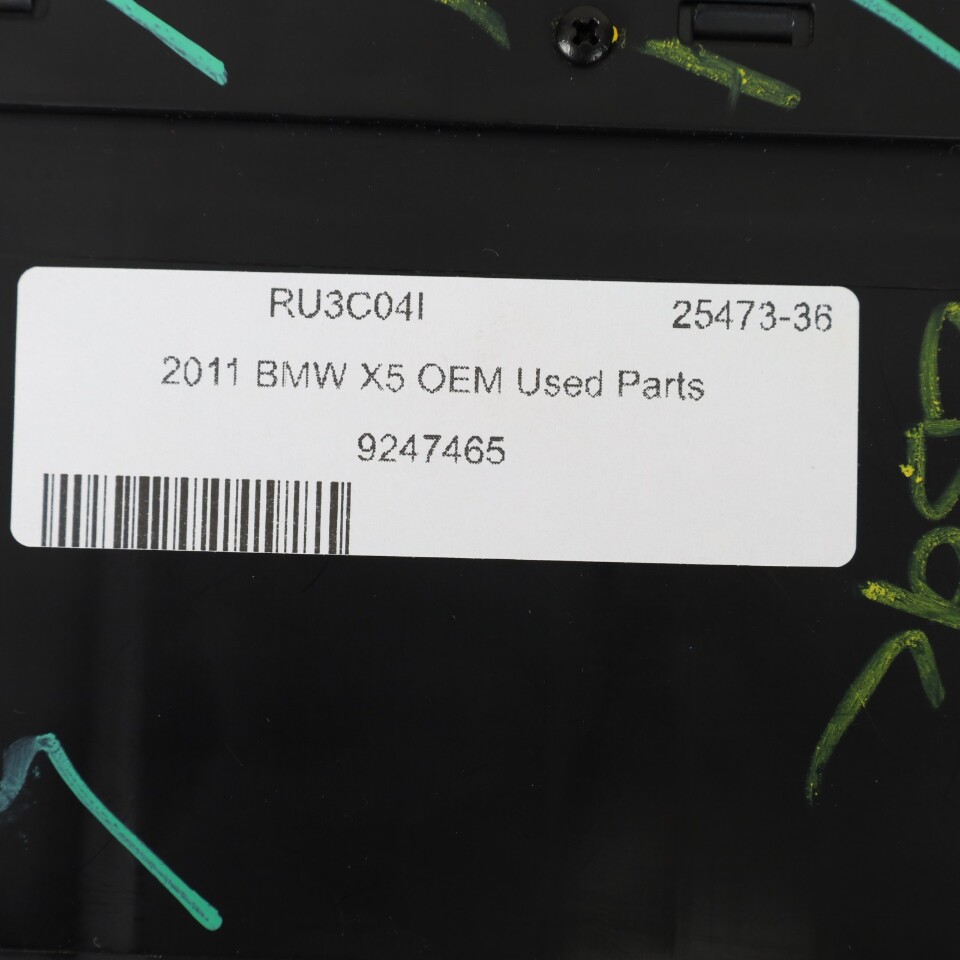 RU3C04I 25473-36
2011 BMW X5 OEM Used Parts
9247465